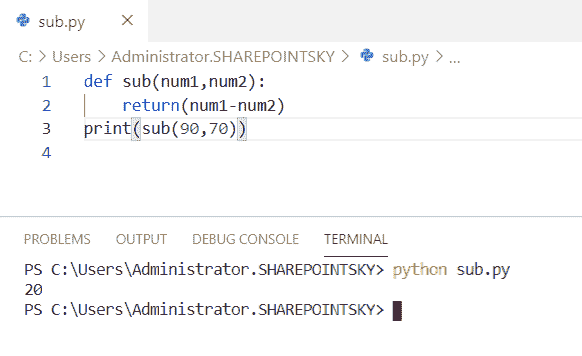 sub.py
C: > Users > Administrator.SHAREPOINTSKY > sub.py > ...
1 def sub(num1,num2):
2     return(num1-num2)
3 print(sub(90,70))
4
PROBLEMS OUTPUT DEBUG CONSOLE TERMINAL
PS C:\Users\Administrator.SHAREPOINTSKY> python sub.py
20
PS C:\Users\Administrator.SHAREPOINTSKY>